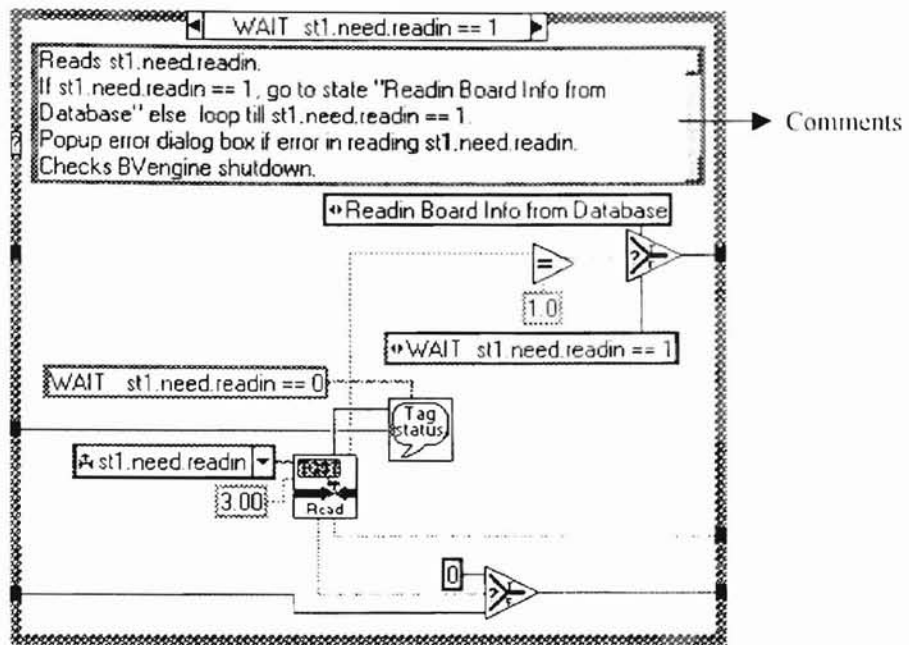 WAIT st1.need.readin == 1
Reads st1.need.readin.
If st1.need.readin == 1, go to state "Readin Board Info from
Database" else loop till st1.need.readin == 1.
Popup error dialog box if error in reading st1.need.readin.
Checks BVengine shutdown.
Comments
?
Readin Board Info from Database
?
=
1.0
WAIT st1.need.readin == 1
WAIT st1.need.readin == 0
Tag
status
st1.need.readin
3.00
Read
0
?